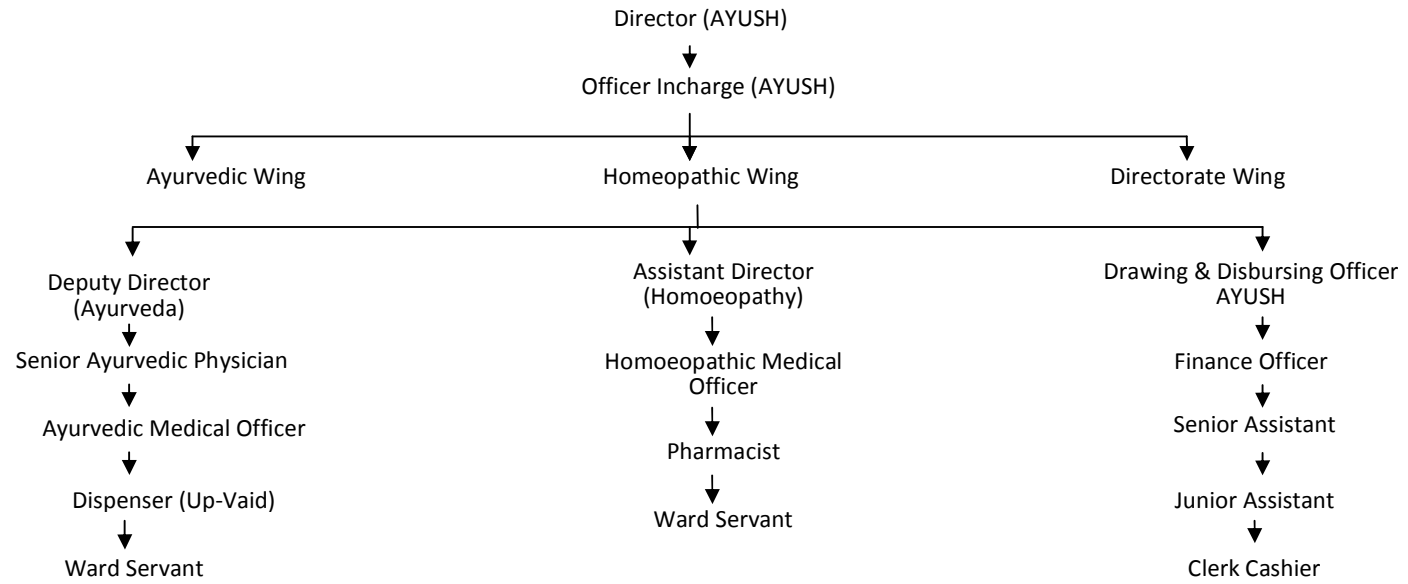 Director (AYUSH)
Officer Incharge (AYUSH)
Ayurvedic Wing
Homeopathic Wing
Directorate Wing
Deputy Director
(Ayurveda)
Assistant Director
(Homoeopathy)
Drawing & Disbursing Officer
AYUSH
Senior Ayurvedic Physician
Homoeopathic Medical
Officer
Finance Officer
Ayurvedic Medical Officer
Pharmacist
Senior Assistant
Dispenser (Up-Vaid)
Ward Servant
Junior Assistant
Ward Servant
Clerk Cashier